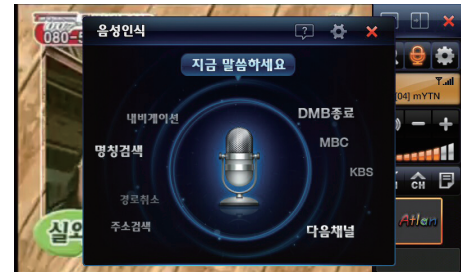 080-5
음성인식
?
지금 말씀하세요
내비게이션
DMB종료
명칭검색
MBC
KBS
경로취소
주소검색
다음채널
[04] mYTN
CH
Atlan
실외